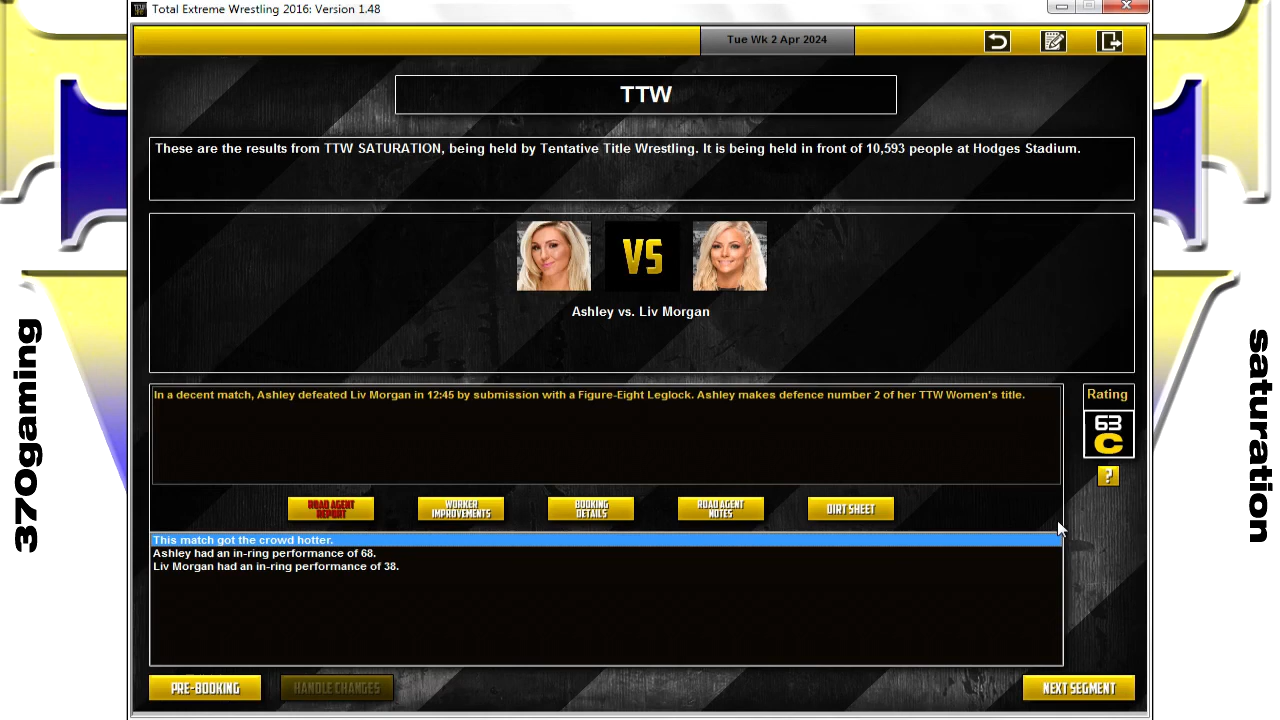 Total Extreme Wrestling 2016: Version 1.48
Tue Wk 2 Apr 2024
TTW
These are the results from TTW SATURATION, being held by Tentative Title Wrestling. It is being held in front of 10,593 people at Hodges Stadium.
VS
Ashley vs. Liv Morgan
In a decent match, Ashley defeated Liv Morgan in 12:45 by submission with a Figure-Eight Leglock. Ashley makes defence number 2 of her TTW Women's title.
Rating
63
C
?
ROAD AGENT
REPORT
WORKER
IMPROVEMENTS
BOOKING
DETAILS
ROAD AGENT
NOTES
DIRT SHEET
This match got the crowd hotter.
Ashley had an in-ring performance of 68.
Liv Morgan had an in-ring performance of 38.
PRE-BOOKING
HANDLE CHANGES
NEXT SEGMENT
370gaming
saturation